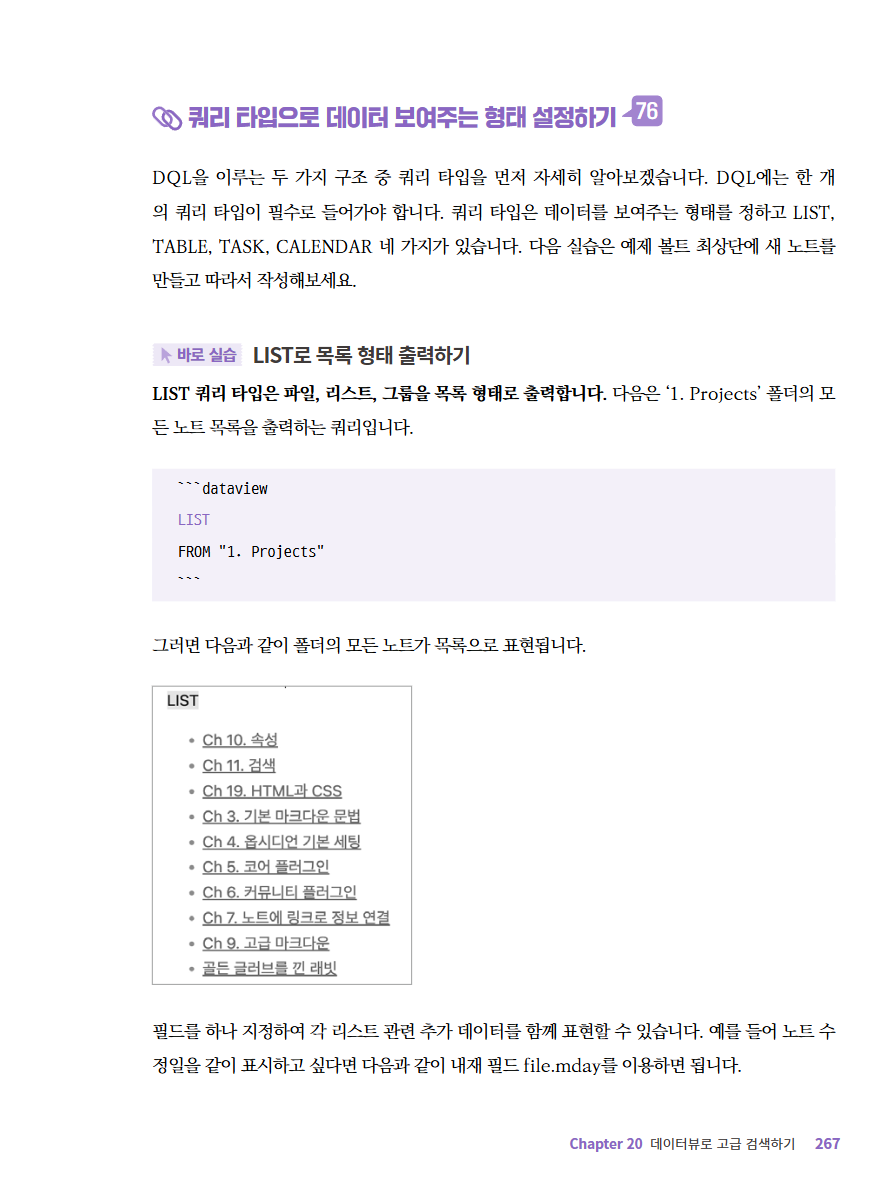 쿼리 타입으로 데이터 보여주는 형태 설정하기 76
DQL을 이루는 두 가지 구조 중 쿼리 타입을 먼저 자세히 알아보겠습니다. DQL에는 한 개
의 쿼리 타입이 필수로 들어가야 합니다. 쿼리 타입은 데이터를 보여주는 형태를 정하고 LIST,
TABLE, TASK, CALENDAR 네 가지가 있습니다. 다음 실습은 예제 볼트 최상단에 새 노트를
만들고 따라서 작성해보세요.
바로 실습 LIST로 목록 형태 출력하기
LIST 쿼리 타입은 파일, 리스트, 그룹을 목록 형태로 출력합니다. 다음은 ‘1. Projects’ 폴더의 모
든 노트 목록을 출력하는 쿼리입니다.
```dataview
LIST
FROM "1. Projects"
```
그러면 다음과 같이 폴더의 모든 노트가 목록으로 표현됩니다.
LIST
• Ch 10. 속성
• Ch 11. 검색
• Ch 19. HTML과 CSS
• Ch 3. 기본 마크다운 문법
• Ch 4. 옵시디언 기본 세팅
• Ch 5. 코어 플러그인
• Ch 6. 커뮤니티 플러그인
• Ch 7. 노트에 링크로 정보 연결
• Ch 9. 고급 마크다운
• 골든 글러브를 낀 래빗
필드를 하나 지정하여 각 리스트 관련 추가 데이터를 함께 표현할 수 있습니다. 예를 들어 노트 수
정일을 같이 표시하고 싶다면 다음과 같이 내재 필드 file.mday를 이용하면 됩니다.
Chapter 20 데이터뷰로 고급 검색하기 267